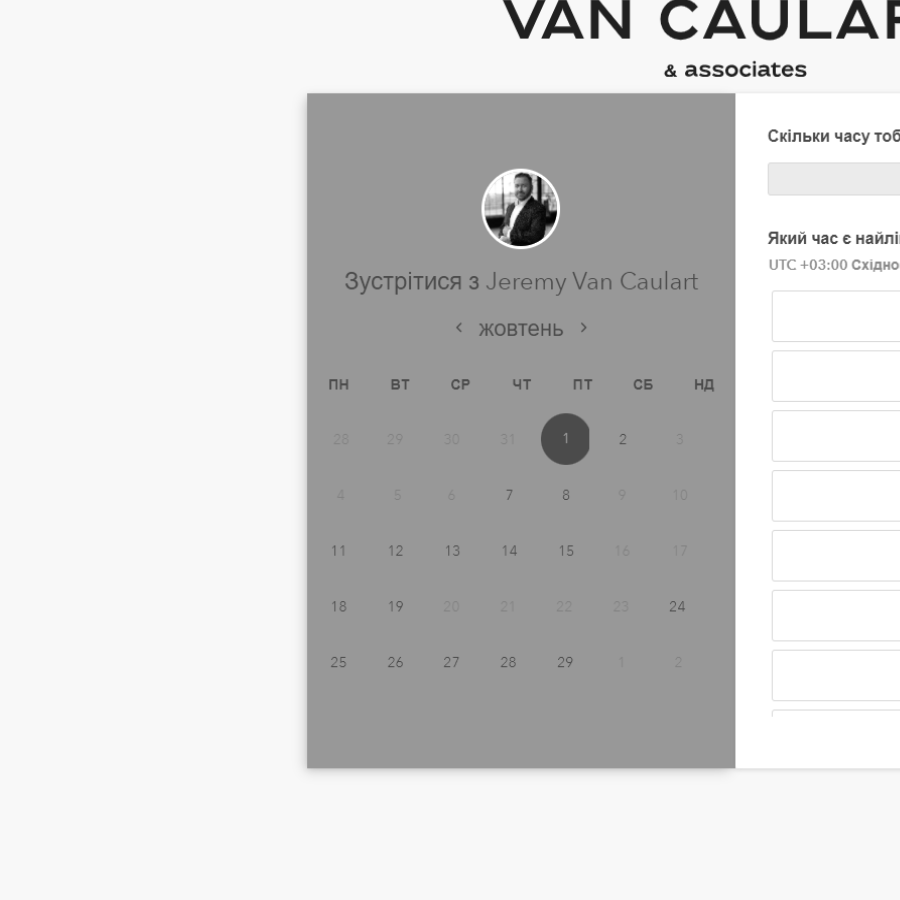 VAN CAULAR
& associates
Зустрітися з Jeremy Van Caulart
жовтень
ПН ВТ СР ЧТ ПТ СБ НД
28 29 30 31 1 2 3
4 5 6 7 8 9 10
11 12 13 14 15 16 17
18 19 20 21 22 23 24
25 26 27 28 29 1 2
Скільки часу тоб
Який час є найлі
UTC +03:00 Східно